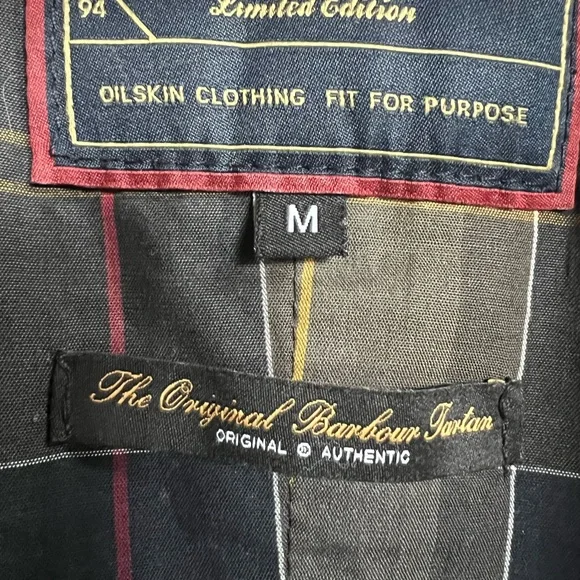 94
Limited Edition
OILSKIN CLOTHING FIT FOR PURPOSE
M
The Original Barbour Tartan
ORIGINAL ® AUTHENTIC